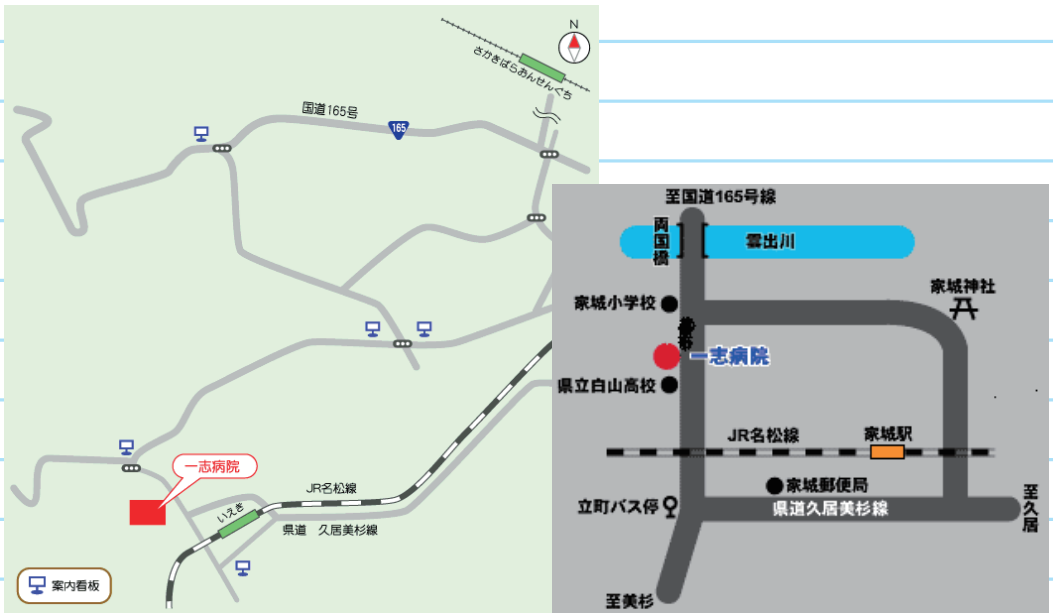 N
さかきばらおんせんぐち
国道165号
165
一志病院
JR名松線
いえき
県道 久居美杉線
案内看板
至国道165号線
両国橋
雲出川
家城神社
家城小学校
一志病院
県立白山高校
JR名松線
家城駅
家城郵便局
立町バス停
県道久居美杉線
至久居
至美杉